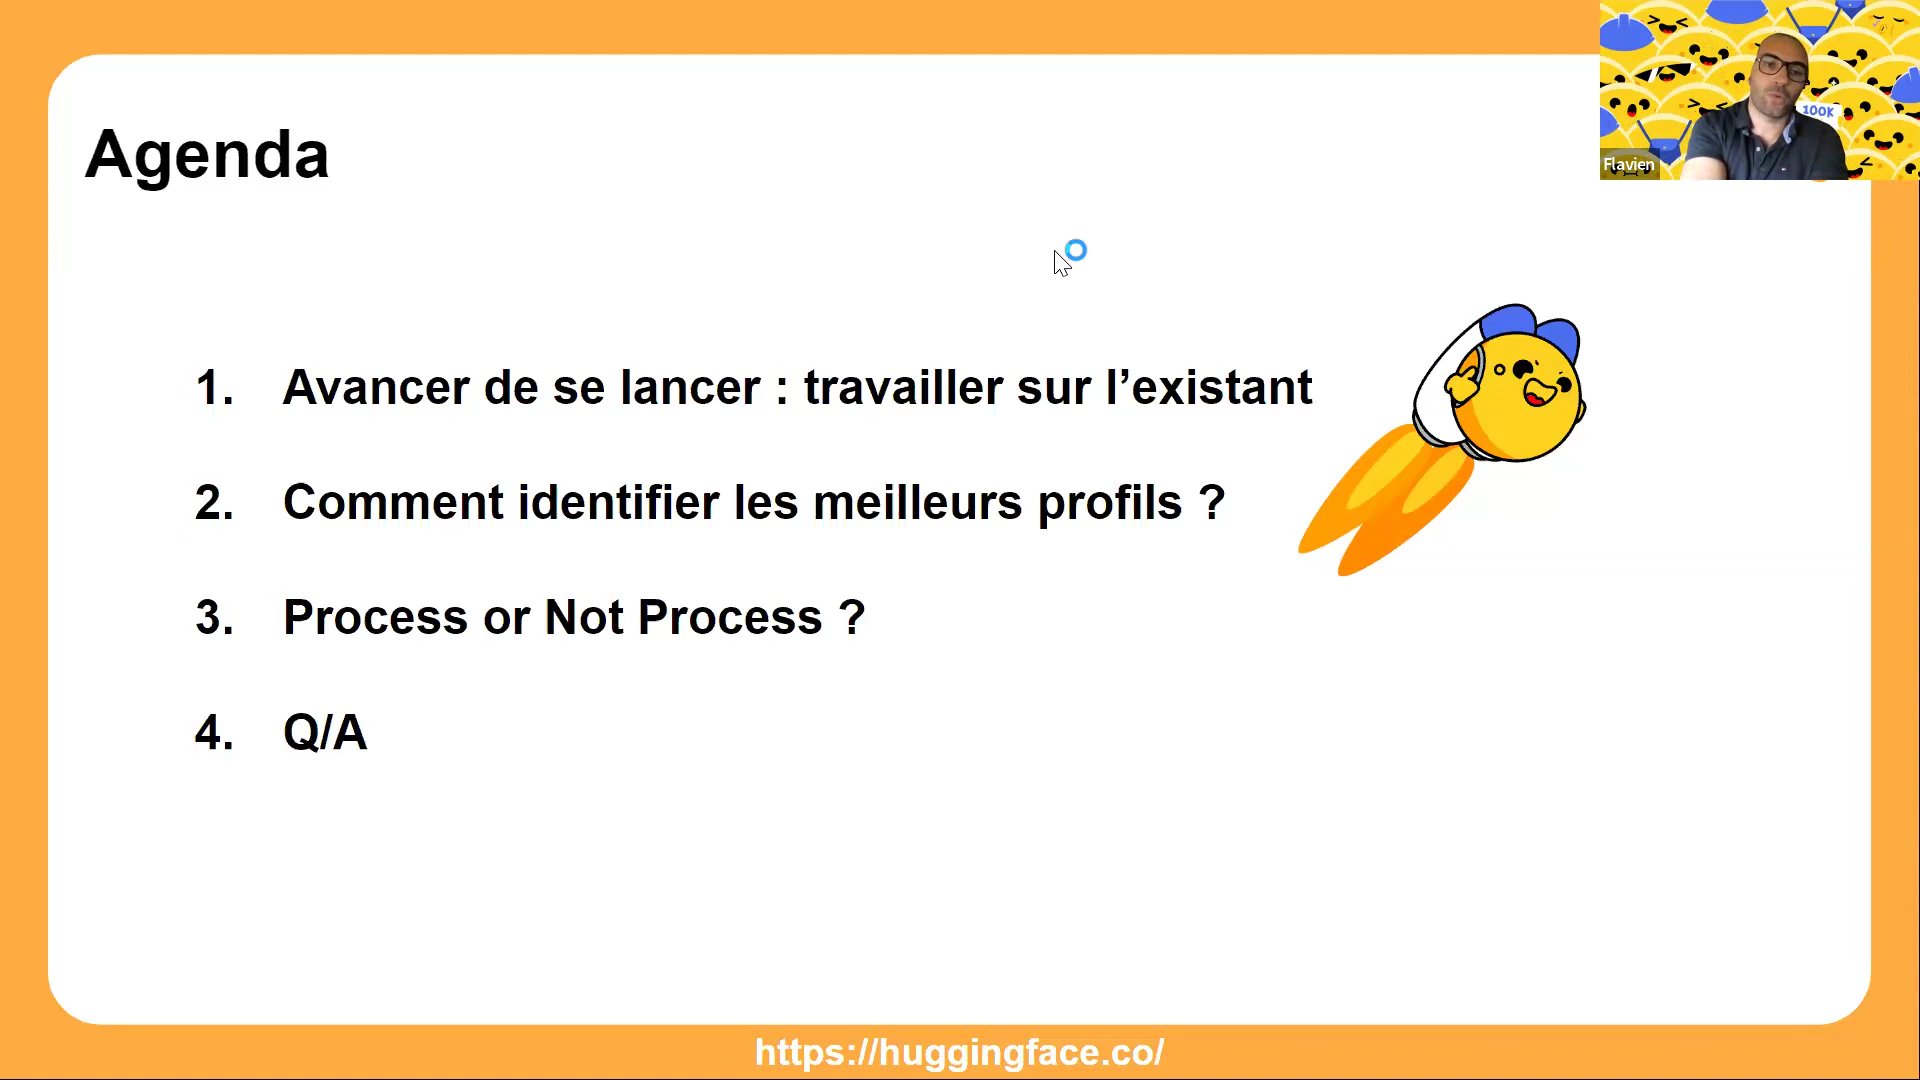 Agenda
100K
Flavien
1. Avancer de se lancer : travailler sur l’existant
2. Comment identifier les meilleurs profils ?
3. Process or Not Process ?
4. Q/A
https://huggingface.co/